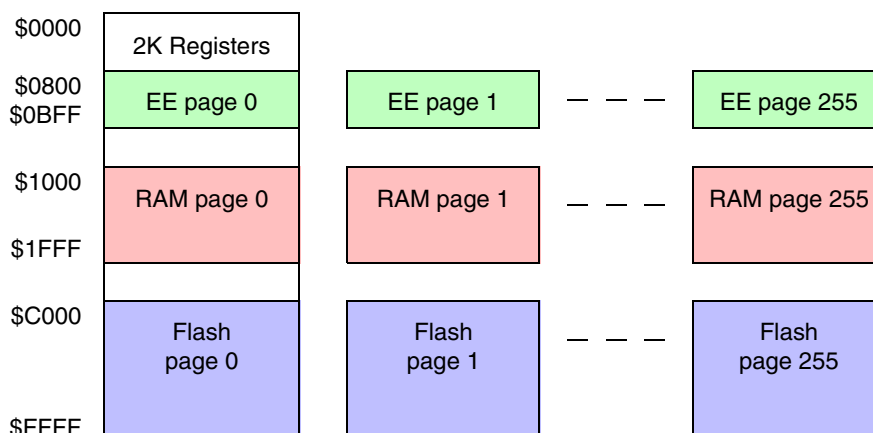 $0000
2K Registers
$0800
$0BFF
EE page 0
EE page 1
EE page 255
$1000
RAM page 0
RAM page 1
RAM page 255
$1FFF
$C000
Flash
page 0
Flash
page 1
Flash
page 255
$FFFF